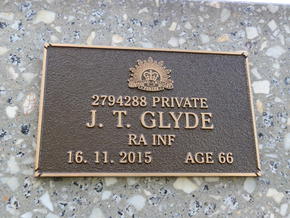 2794288 PRIVATE
J. T. GLYDE
RA INF
16. 11. 2015 AGE 66